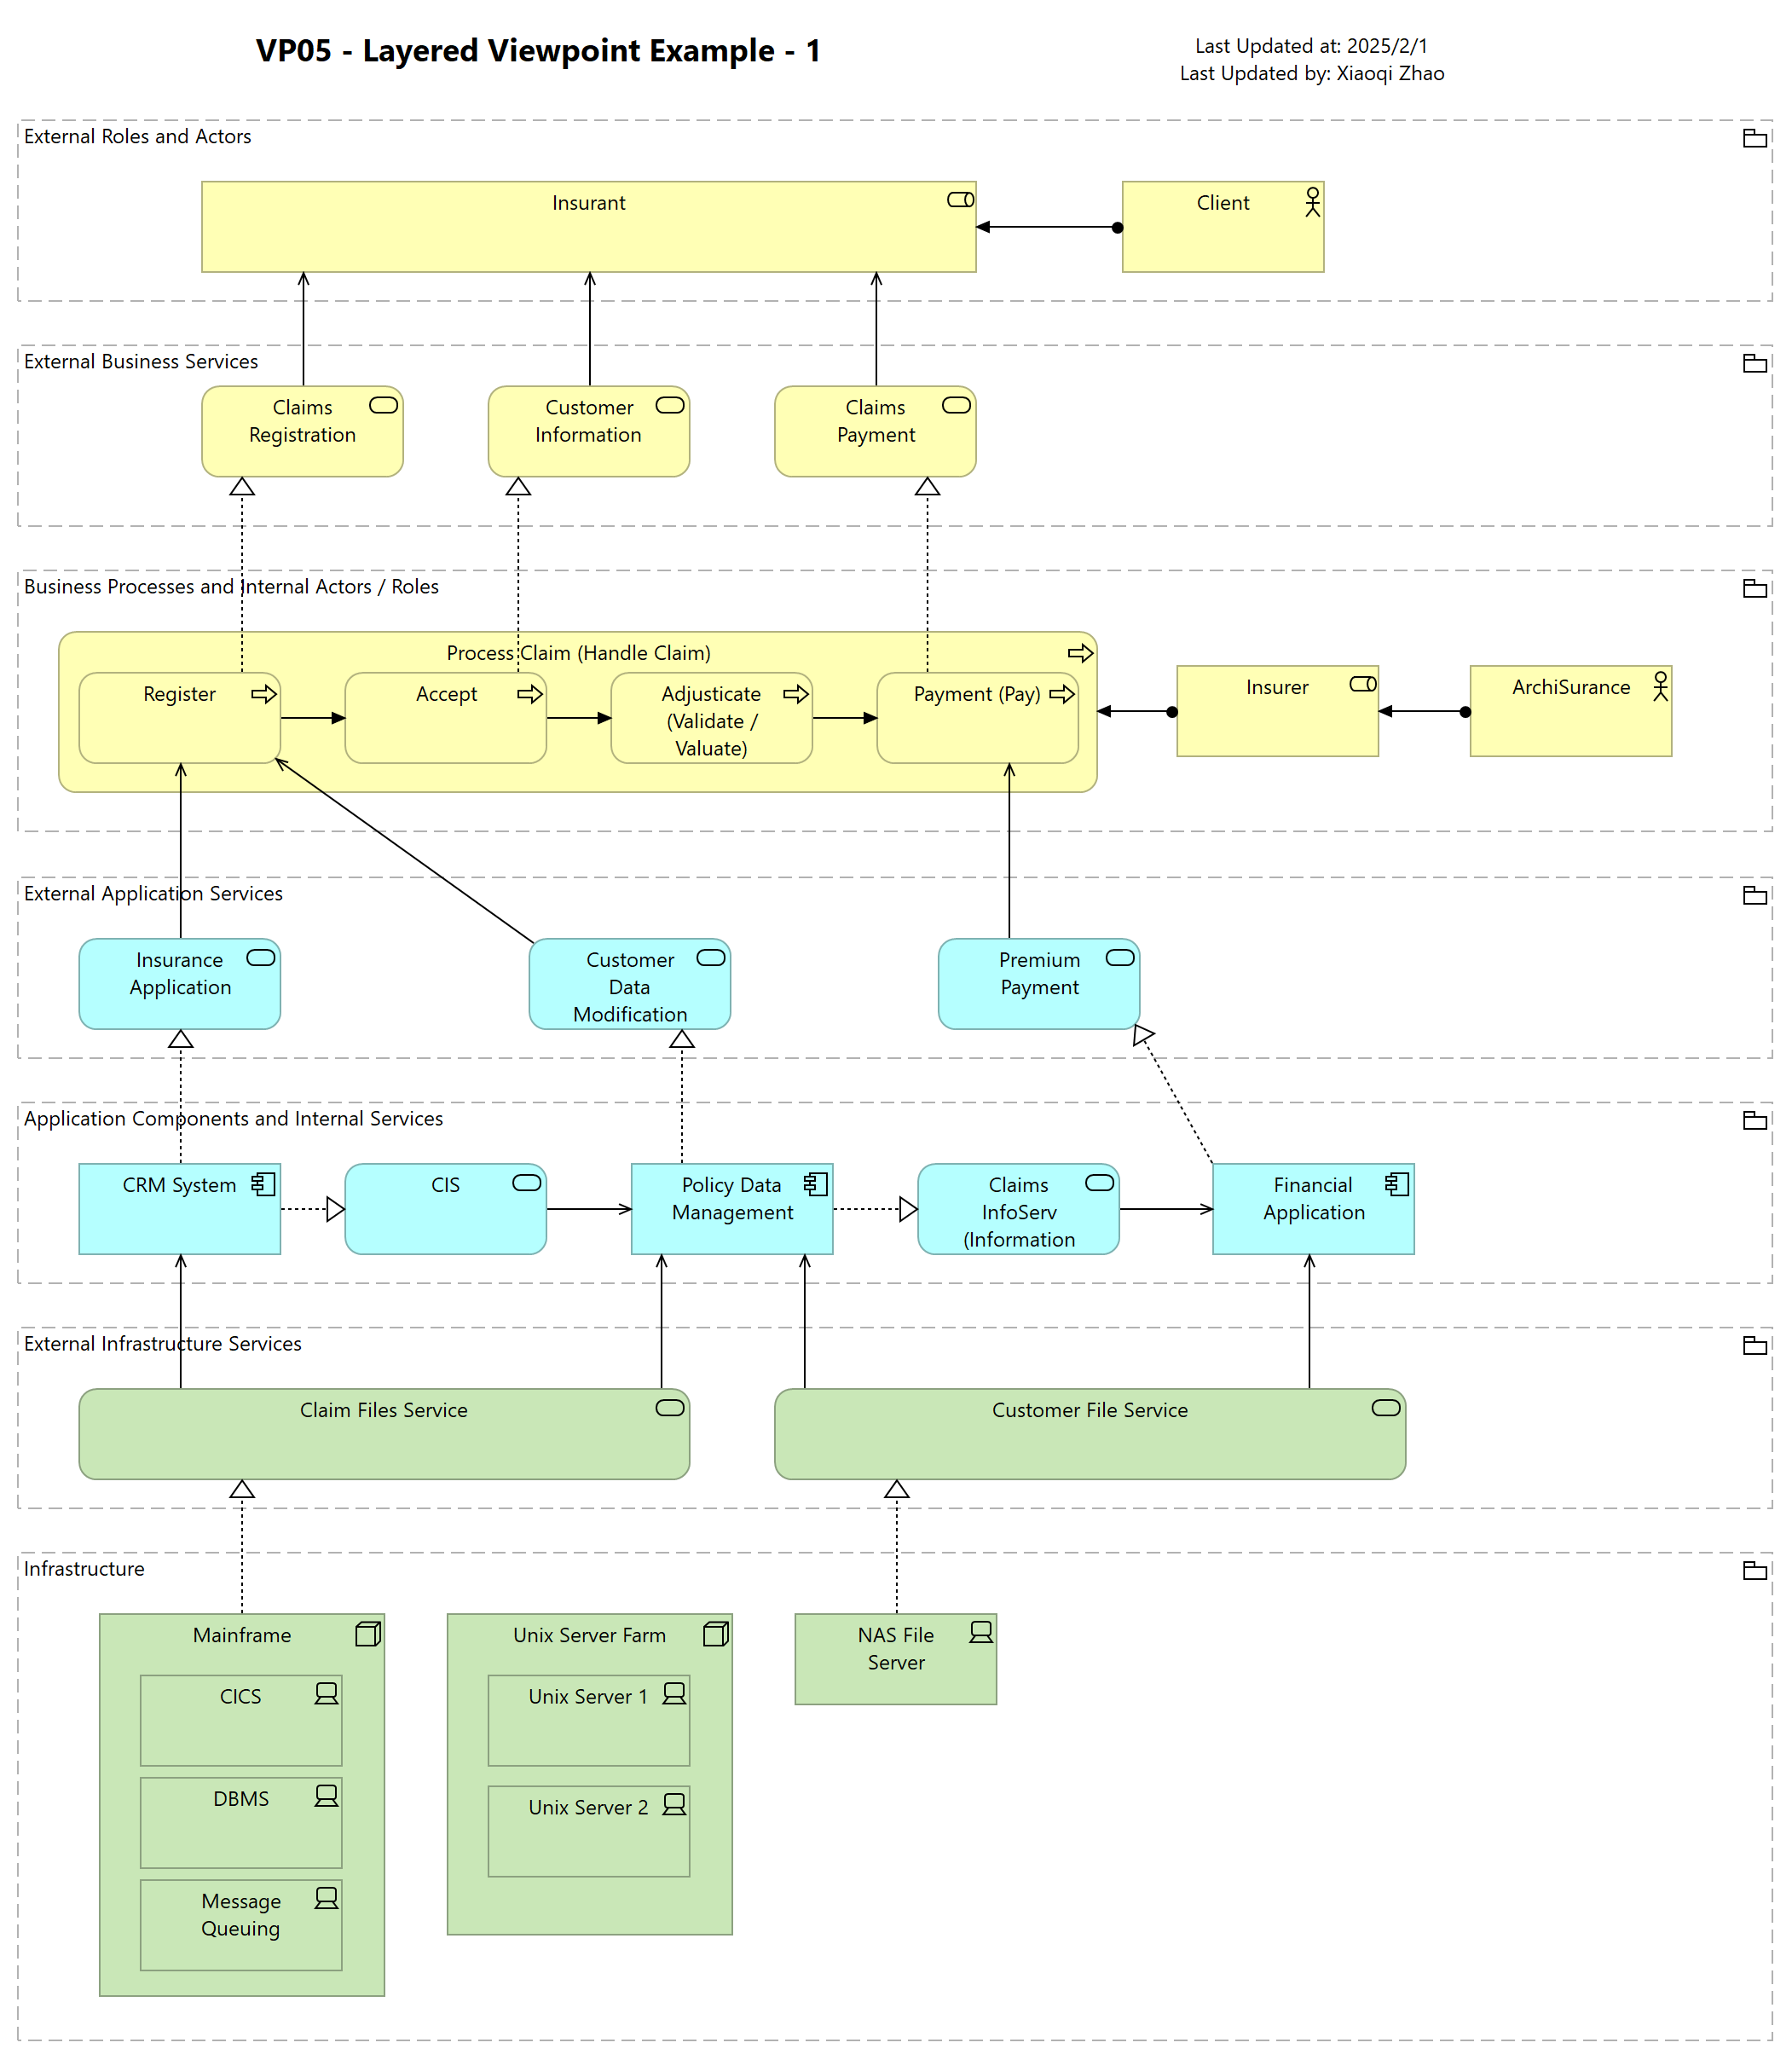 VP05 - Layered Viewpoint Example - 1
Last Updated at: 2025/2/1
Last Updated by: Xiaoqi Zhao
External Roles and Actors
Insurant
Client
External Business Services
Claims
Registration
Customer
Information
Claims
Payment
Business Processes and Internal Actors / Roles
Process Claim (Handle Claim)
Register
Accept
Adjusticate
(Validate /
Valuate)
Payment (Pay)
Insurer
ArchiSurance
External Application Services
Insurance
Application
Customer
Data
Modification
Premium
Payment
Application Components and Internal Services
CRM System
CIS
Policy Data
Management
Claims
InfoServ
(Information
Financial
Application
External Infrastructure Services
Claim Files Service
Customer File Service
Infrastructure
Mainframe
CICS
DBMS
Message
Queuing
Unix Server Farm
Unix Server 1
Unix Server 2
NAS File
Server